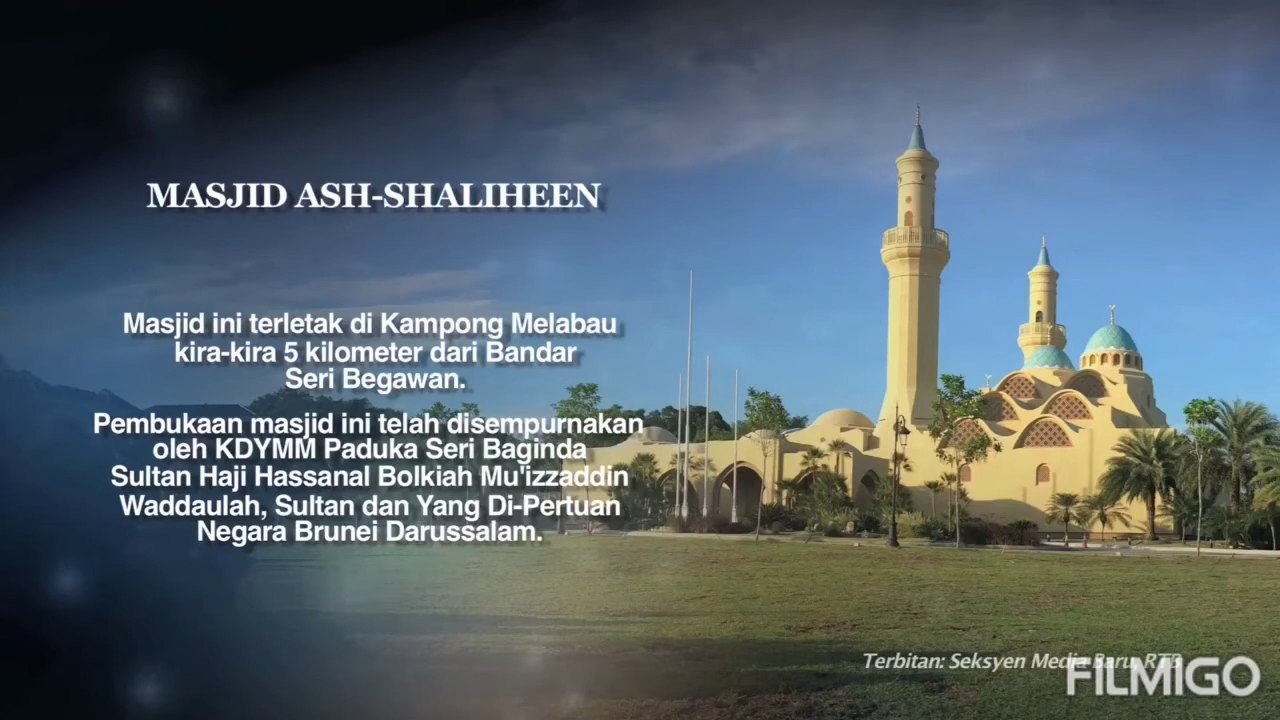 MASJID ASH-SHALIHEEN
Masjid ini terletak di Kampong Melabau
kira-kira 5 kilometer dari Bandar
Seri Begawan.
Pembukaan masjid ini telah disempurnakan
oleh KDYMM Paduka Seri Baginda
Sultan Haji Hassanal Bolkiah Mu'izzaddin
Waddaulah, Sultan dan Yang Di-Pertuan
Negara Brunei Darussalam.
Terbitan: Seksyen Media Baru, RTB
FILMIGO